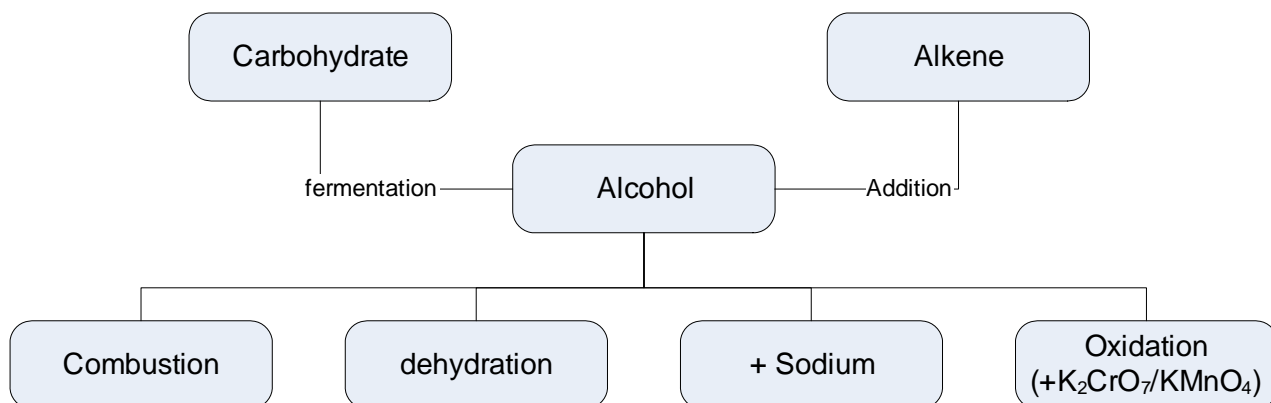 Carbohydrate
Alkene
fermentation
Alcohol
Addition
Combustion
dehydration
+ Sodium
Oxidation
(+K₂CrO₇/KMnO₄)